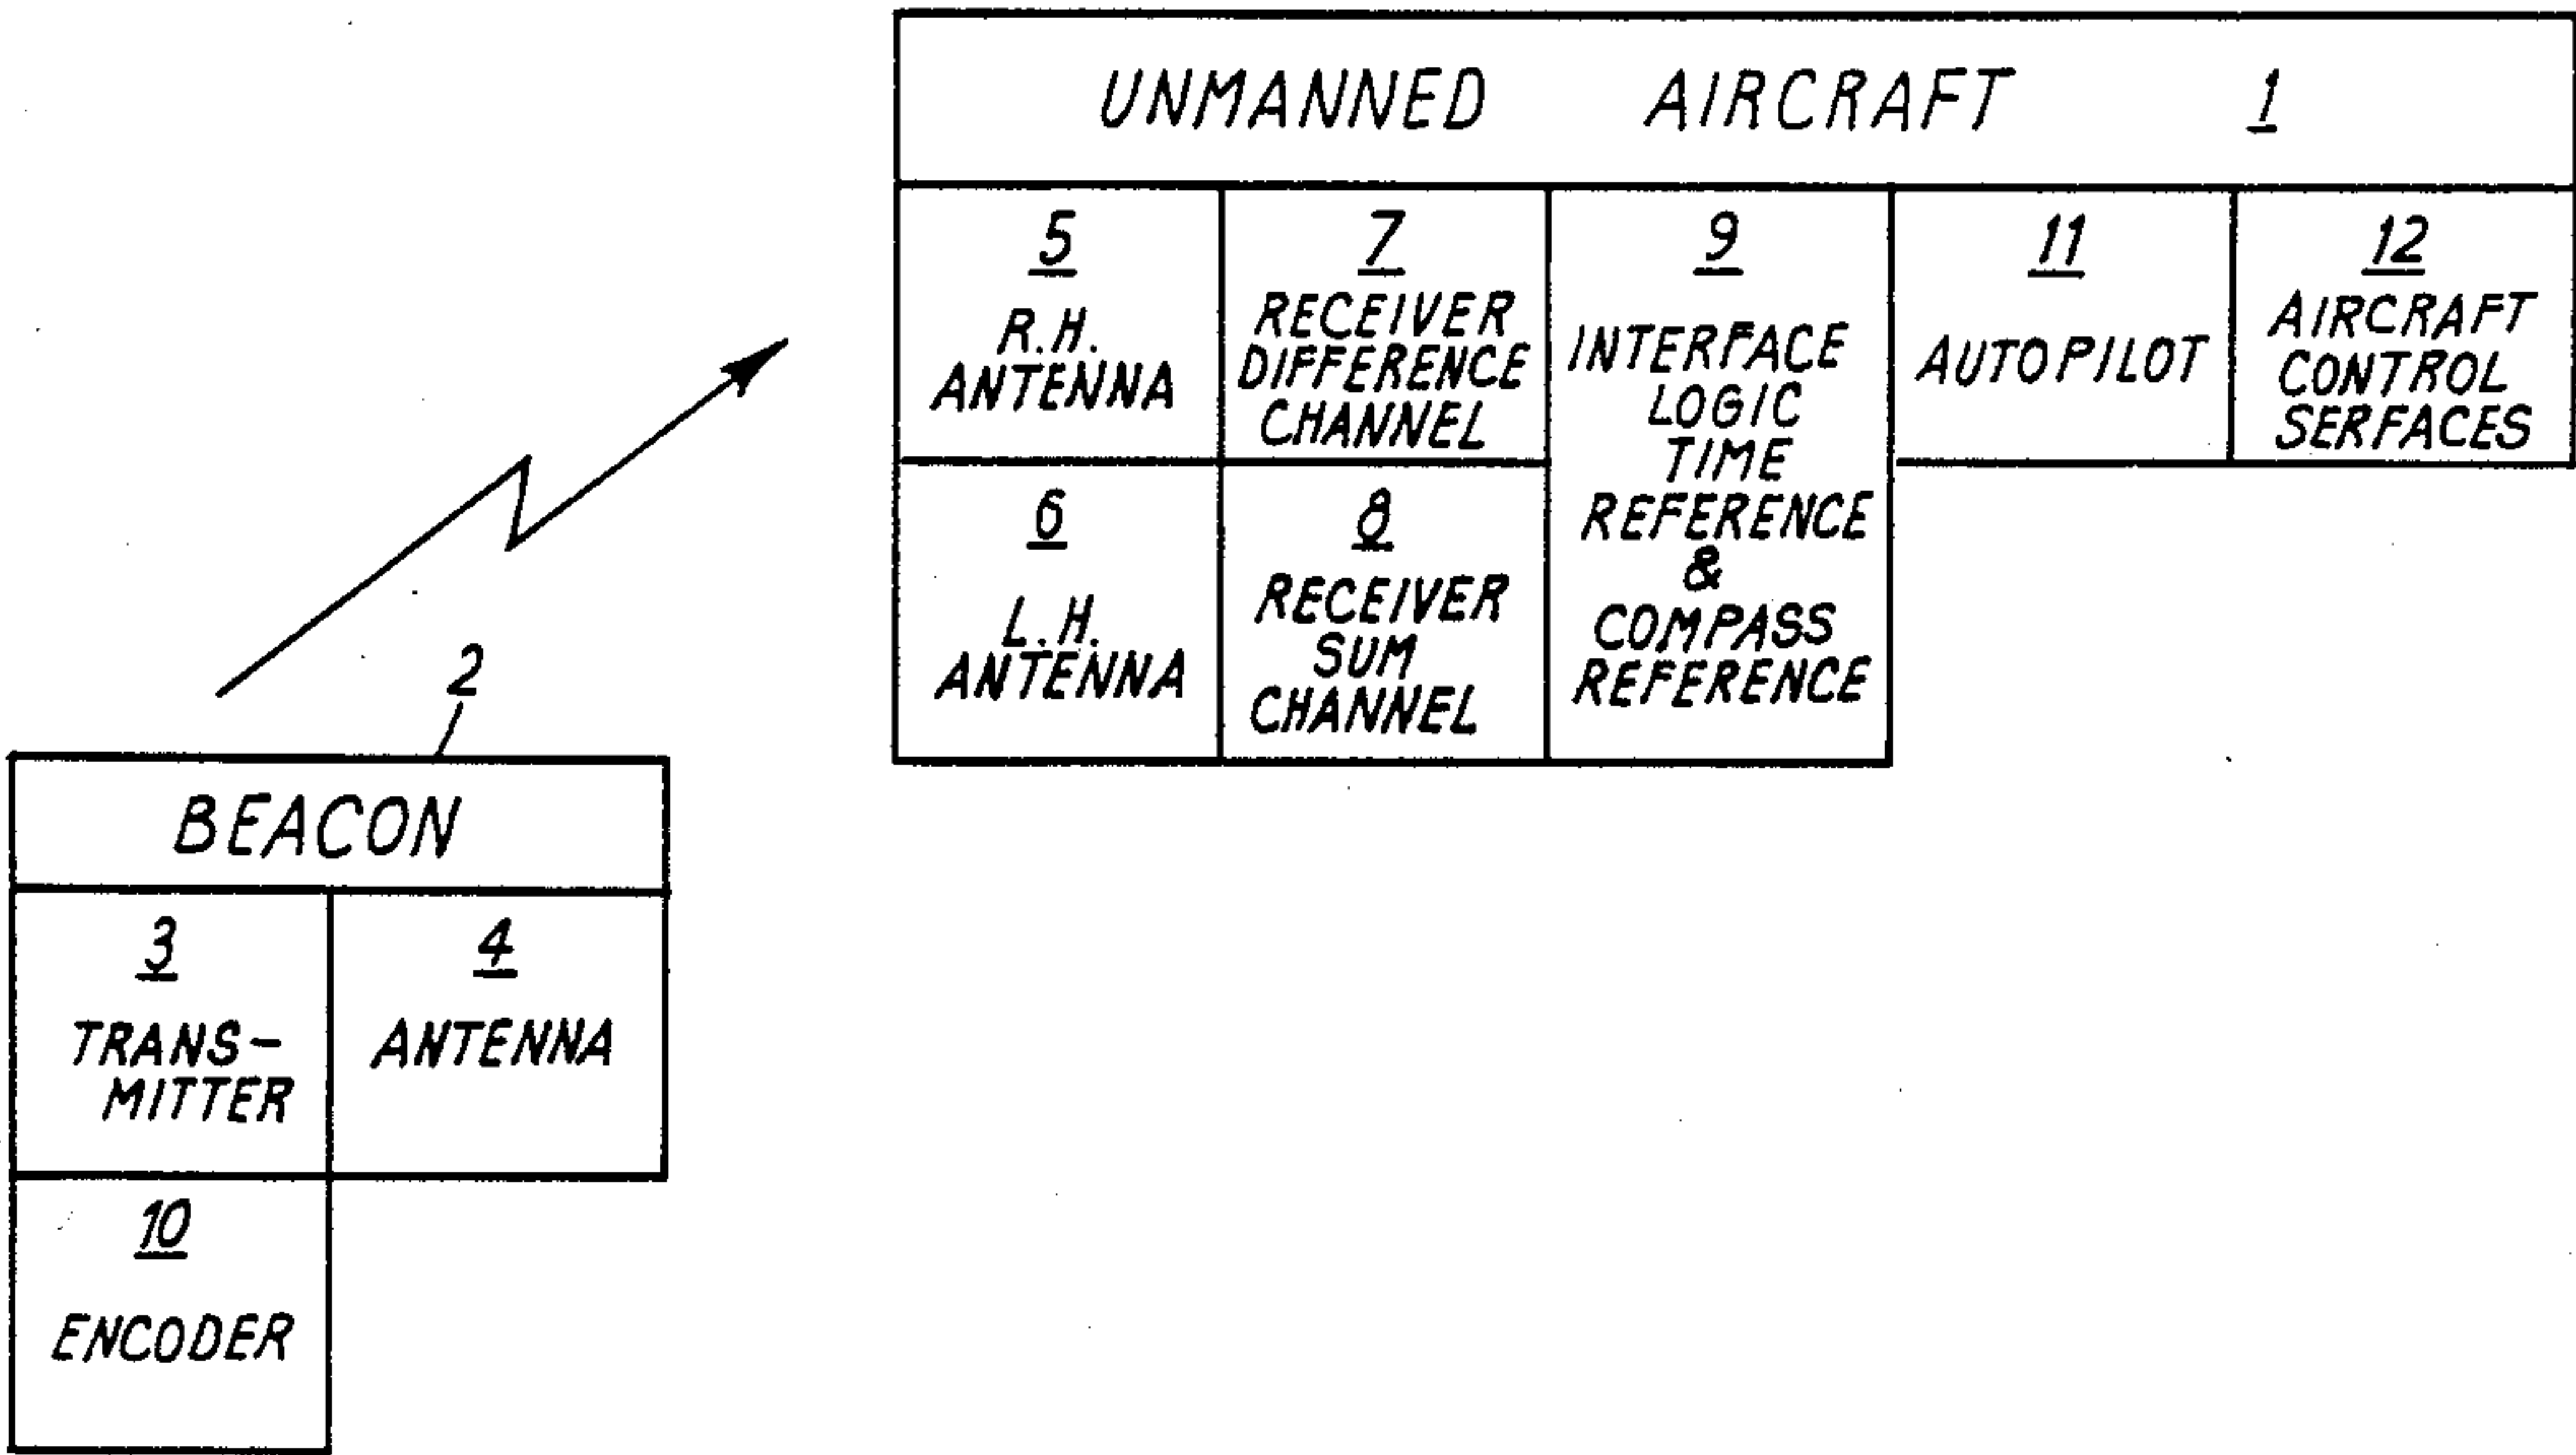 UNMANNED AIRCRAFT 1
5
R.H.
ANTENNA
7
RECEIVER
DIFFERENCE
CHANNEL
9
INTERFACE
LOGIC
TIME
REFERENCE
&
COMPASS
REFERENCE
11
AUTOPILOT
12
AIRCRAFT
CONTROL
SERFACES
6
L.H.
ANTENNA
8
RECEIVER
SUM
CHANNEL
2
BEACON
3
TRANS-
MITTER
4
ANTENNA
10
ENCODER